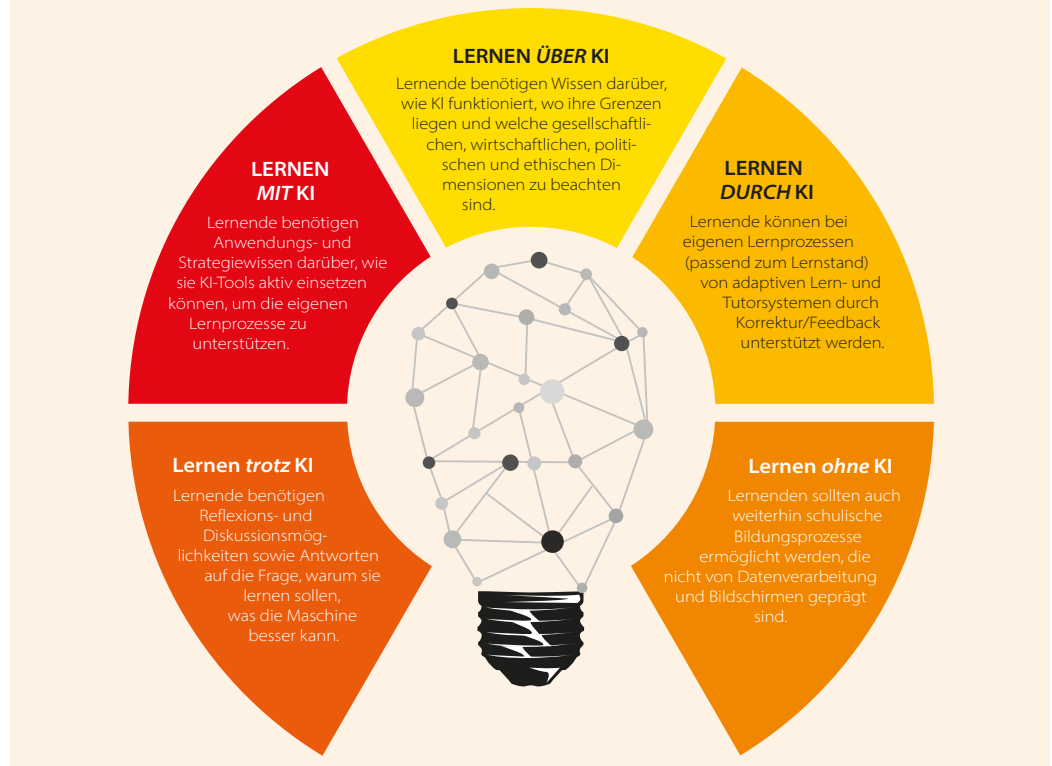 LERNEN ÜBER KI
Lernende benötigen Wissen darüber,
wie KI funktioniert, wo ihre Grenzen
liegen und welche gesellschaftli-
chen, wirtschaftlichen, politi-
schen und ethischen Di-
mensionen zu beachten
sind.
LERNEN
MIT KI
Lernende benötigen
Anwendungs- und
Strategiewissen darüber, wie
sie KI-Tools aktiv einsetzen
können, um die eigenen
Lernprozesse zu
unterstützen.
LERNEN
DURCH KI
Lernende können bei
eigenen Lernprozessen
(passend zum Lernstand)
von adaptiven Lern- und
Tutorsystemen durch
Korrektur/Feedback
unterstützt werden.
Lernen trotz KI
Lernende benötigen
Reflexions- und
Diskussionsmög-
lichkeiten sowie Antworten
auf die Frage, warum sie
lernen sollen,
was die Maschine
besser kann.
Lernen ohne KI
Lernenden sollten auch
weiterhin schulische
Bildungsprozesse
ermöglicht werden, die
nicht von Datenverarbeitung
und Bildschirmen geprägt
sind.